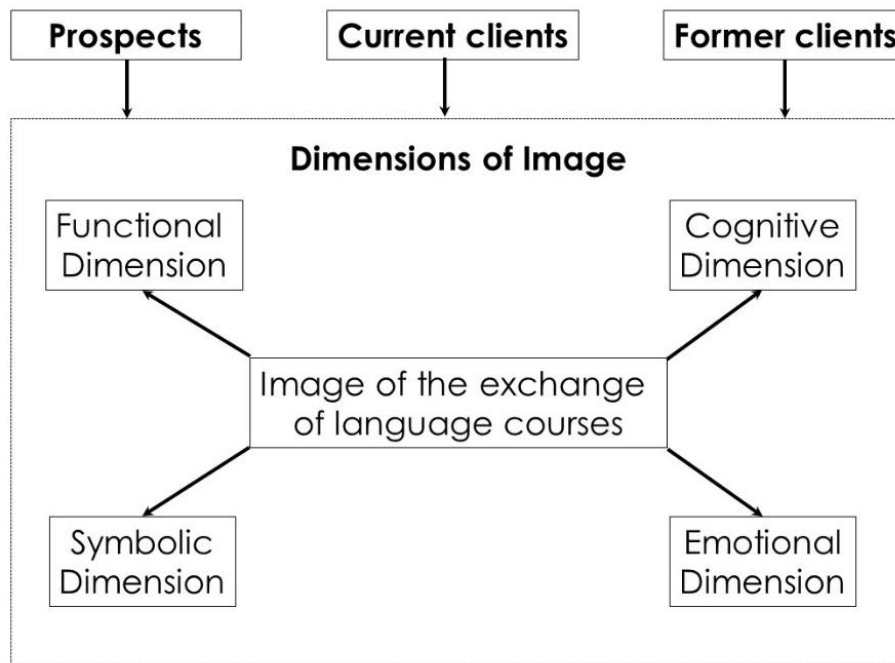 Prospects
Current clients
Former clients
Dimensions of Image
Functional
Dimension
Cognitive
Dimension
Image of the exchange
of language courses
Symbolic
Dimension
Emotional
Dimension